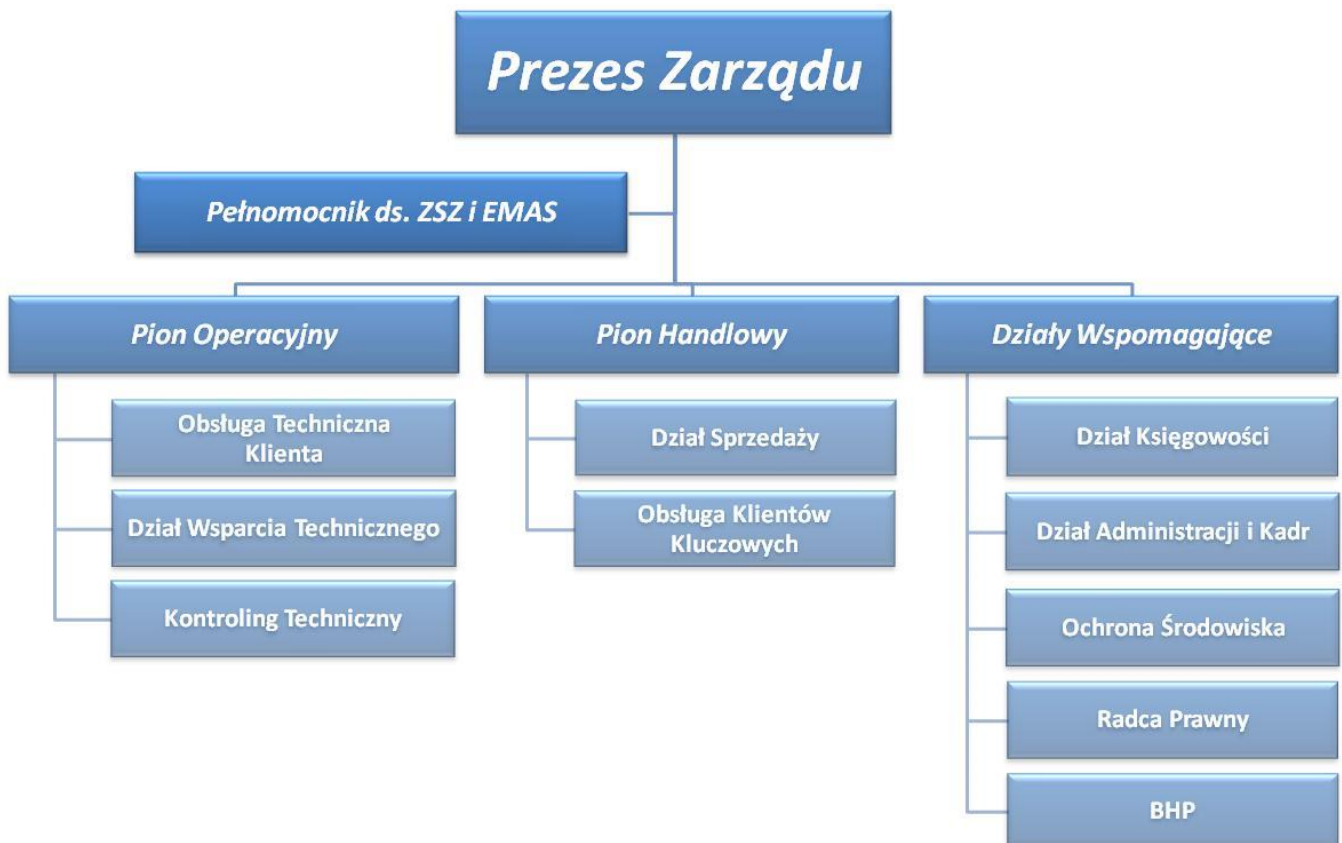 Prezes Zarządu
Pełnomocnik ds. ZSZ i EMAS
Pion Operacyjny
Obsługa Techniczna
Klienta
Dział Wsparcia Technicznego
Kontroling Techniczny
Pion Handlowy
Dział Sprzedaży
Obsługa Klientów
Kluczowych
Działy Wspomagające
Dział Księgowości
Dział Administracji i Kadr
Ochrona Środowiska
Radca Prawny
BHP